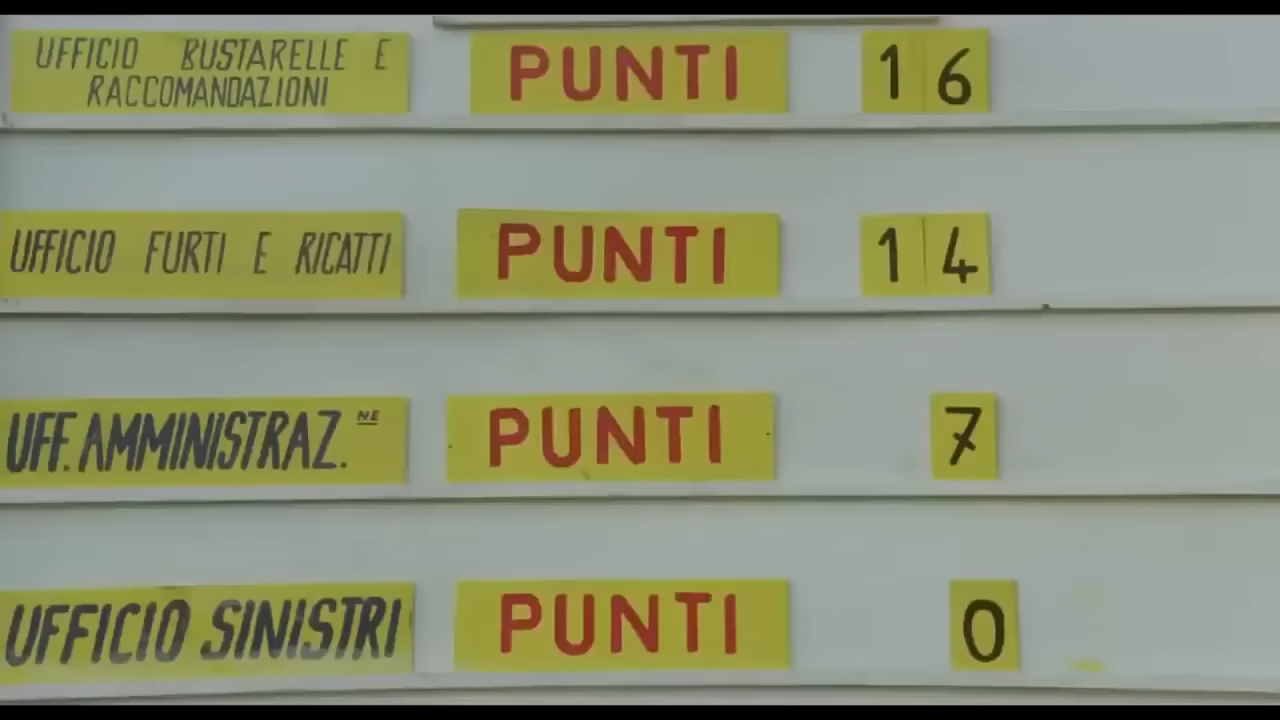 UFFICIO BUSTARELLE E
RACCOMANDAZIONI
PUNTI
16
UFFICIO FURTI E RICATTI
PUNTI
14
UFF. AMMINISTRAZ.NE
PUNTI
7
UFFICIO SINISTRI
PUNTI
0